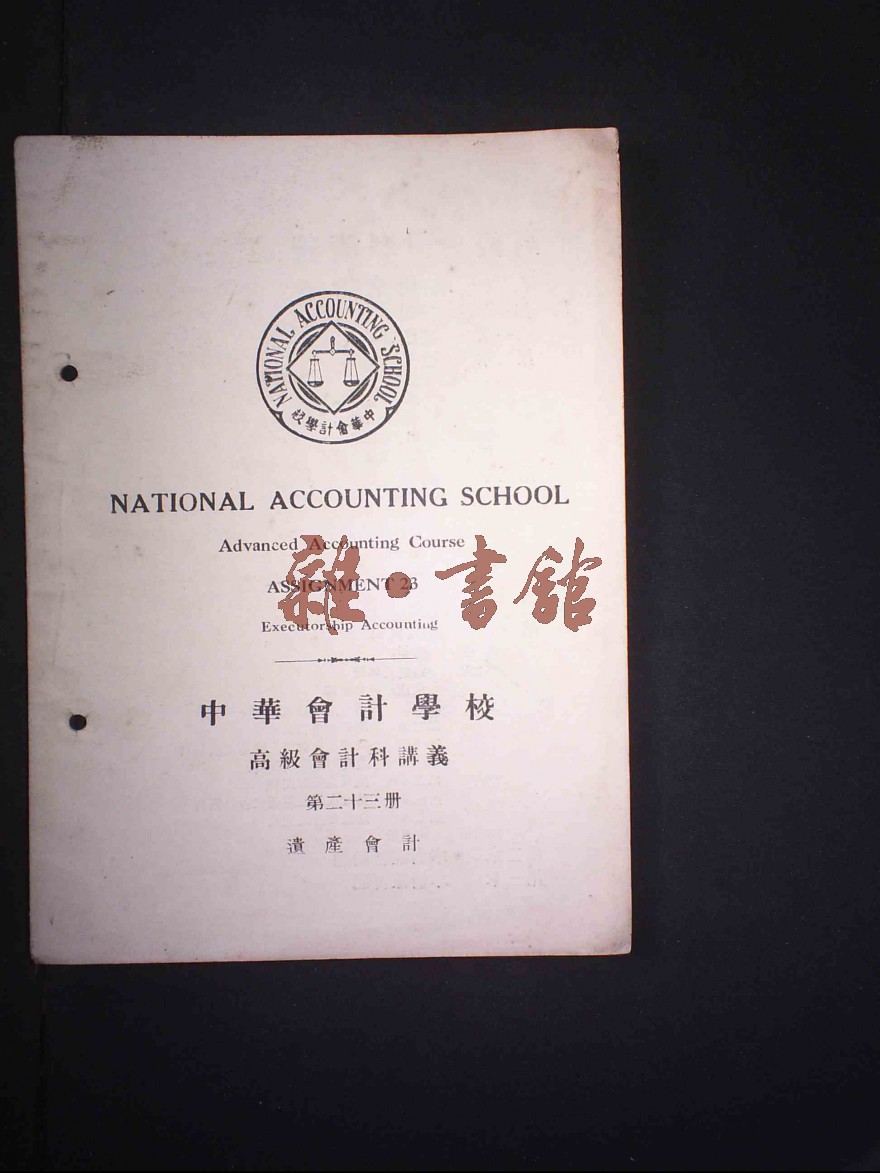 NATIONAL ACCOUNTING SCHOOL
中華會計學校
NATIONAL ACCOUNTING SCHOOL
Advanced Accounting Course
ASSIGNMENT 23
Executorship Accounting
雜·書館
中華會計學校
高級會計科講義
第二十三册
遺產會計